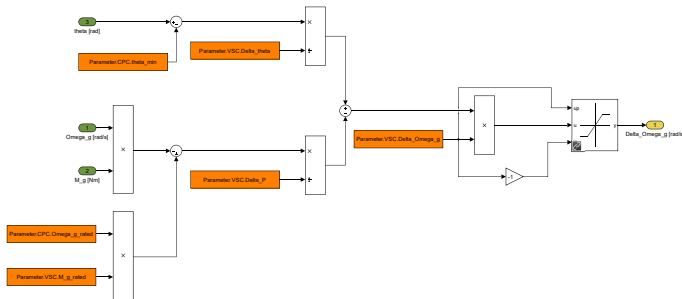 3
theta [rad]
Parameter.CPC.theta_min
Parameter.VSC.Delta_theta
1
Omega_g [rad/s]
2
M_g [Nm]
Parameter.VSC.Delta_P
Parameter.VSC.Delta_Omega_g
Parameter.CPC.Omega_g_rated
Parameter.VSC.M_g_rated
-1
up
u
y
1
Delta_Omega_g [rad/s